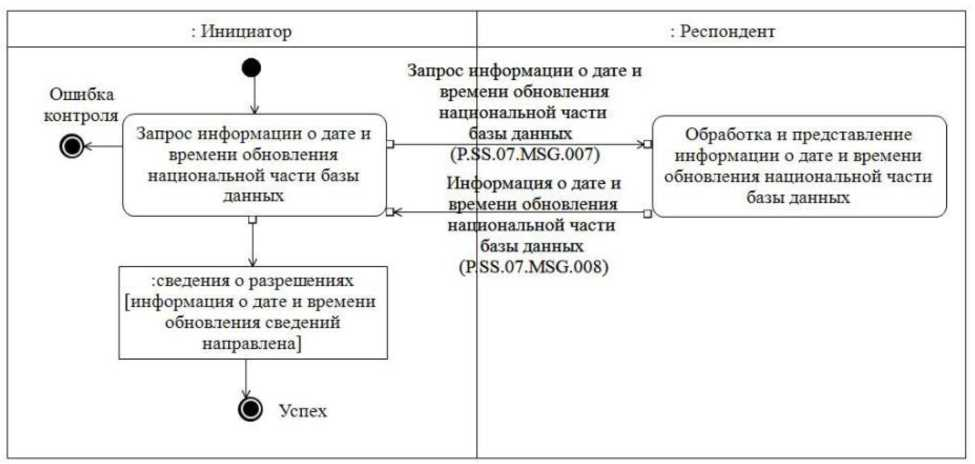 : Инициатор
: Респондент
Ошибка
контроля
Запрос информации о дате и
времени обновления
национальной части базы
данных
Запрос информации о дате и
времени обновления
национальной части
базы данных
(P.SS.07.MSG.007)
Обработка и представление
информации о дате и времени
обновления национальной части
базы данных
Информация о дате и
времени обновления
национальной части
базы данных
(P.SS.07.MSG.008)
:сведения о разрешениях
[информация о дате и времени
обновления сведений
направлена]
Успех